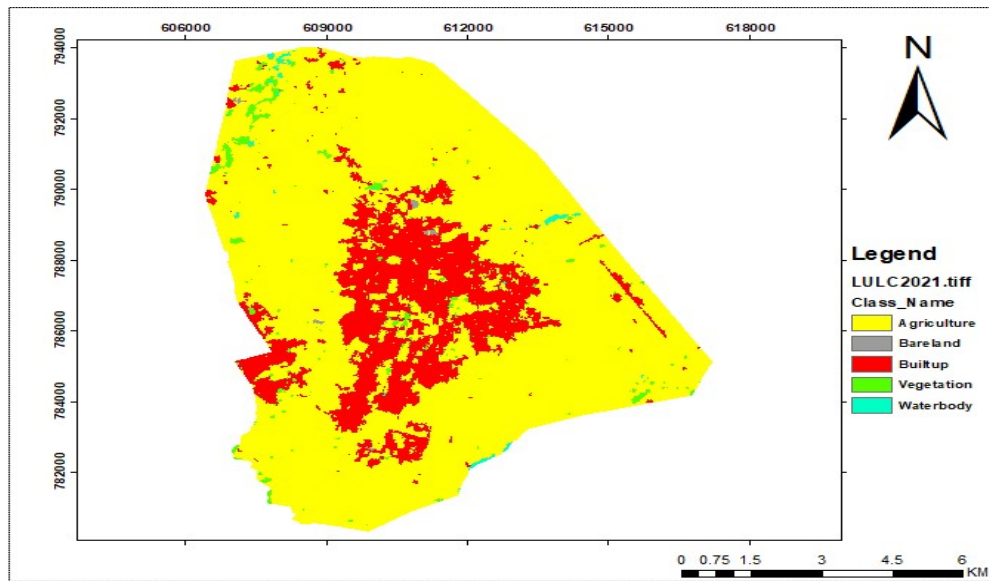 606000 609000 612000 615000 618000
794000
792000
790000
788000
786000
784000
782000
N
Legend
LULC2021.tiff
Class_Name
Agriculture
Bareland
Builtup
Vegetation
Waterbody
0 0.75 1.5 3 4.5 6
KM